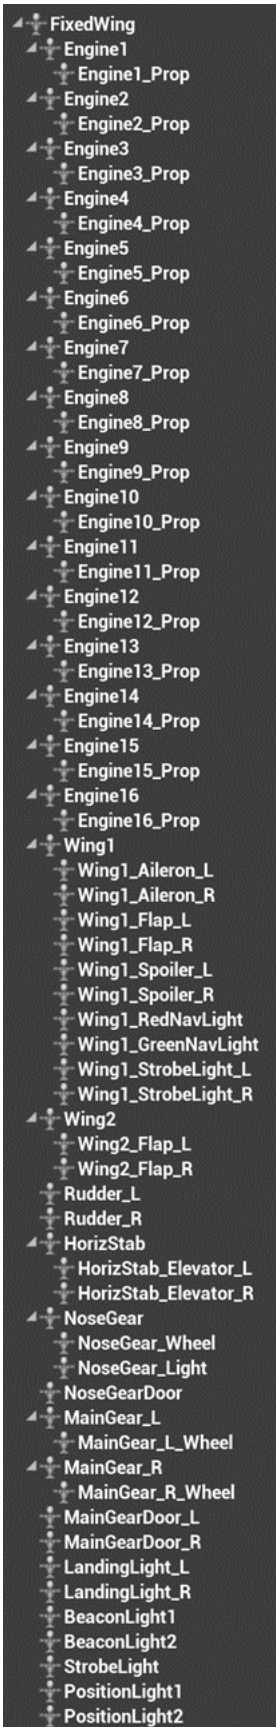 FixedWing
Engine1
Engine1_Prop
Engine2
Engine2_Prop
Engine3
Engine3_Prop
Engine4
Engine4_Prop
Engine5
Engine5_Prop
Engine6
Engine6_Prop
Engine7
Engine7_Prop
Engine8
Engine8_Prop
Engine9
Engine9_Prop
Engine10
Engine10_Prop
Engine11
Engine11_Prop
Engine12
Engine12_Prop
Engine13
Engine13_Prop
Engine14
Engine14_Prop
Engine15
Engine15_Prop
Engine16
Engine16_Prop
Wing1
Wing1_Aileron_L
Wing1_Aileron_R
Wing1_Flap_L
Wing1_Flap_R
Wing1_Spoiler_L
Wing1_Spoiler_R
Wing1_RedNavLight
Wing1_GreenNavLight
Wing1_StrobeLight_L
Wing1_StrobeLight_R
Wing2
Wing2_Flap_L
Wing2_Flap_R
Rudder_L
Rudder_R
HorizStab
HorizStab_Elevator_L
HorizStab_Elevator_R
NoseGear
NoseGear_Wheel
NoseGear_Light
NoseGearDoor
MainGear_L
MainGear_L_Wheel
MainGear_R
MainGear_R_Wheel
MainGearDoor_L
MainGearDoor_R
LandingLight_L
LandingLight_R
BeaconLight1
BeaconLight2
StrobeLight
PositionLight1
PositionLight2